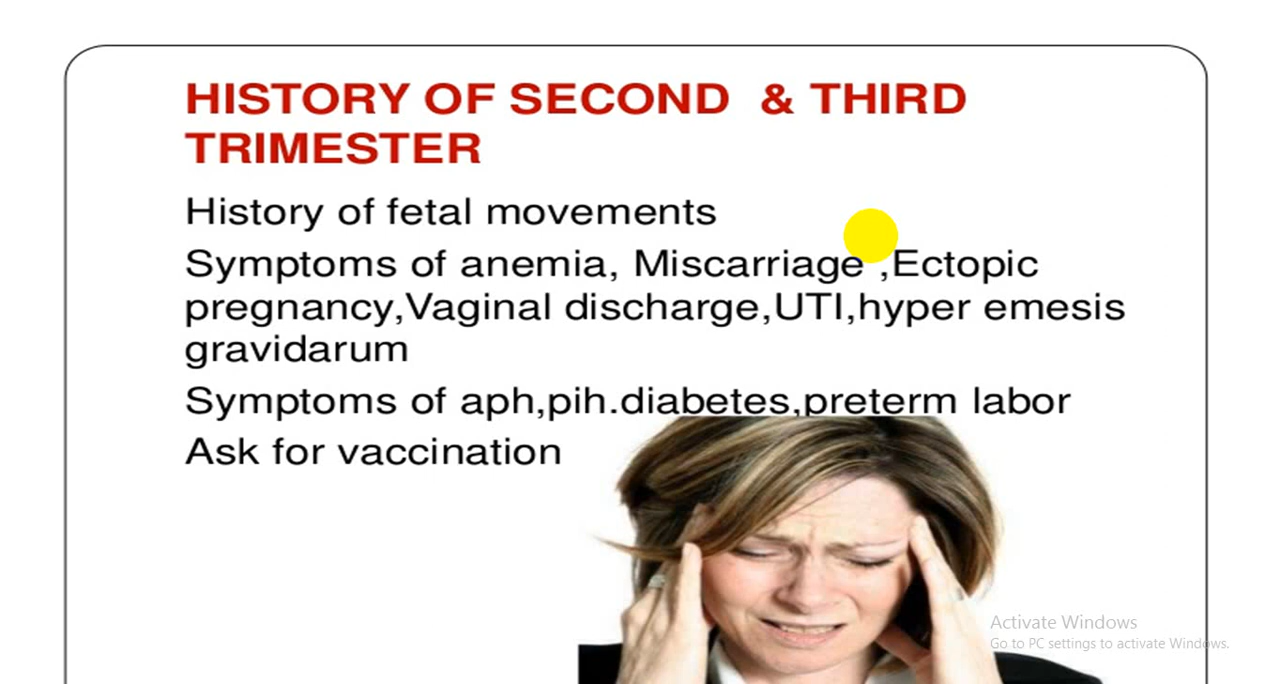 HISTORY OF SECOND & THIRD
TRIMESTER
History of fetal movements
Symptoms of anemia, Miscarriage ,Ectopic
pregnancy,Vaginal discharge,UTI,hyper emesis
gravidarum
Symptoms of aph,pih.diabetes,preterm labor
Ask for vaccination
Activate Windows
Go to PC settings to activate Windows.